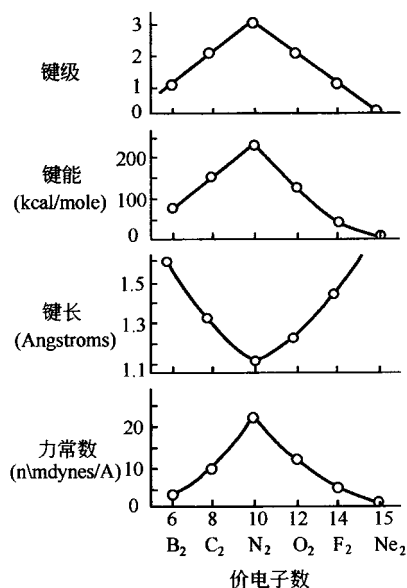 键级
3
2
1
0
键能
(kcal/mole)
200
100
0
键长
(Angstroms)
1.5
1.3
1.1
力常数
(n\mdynes/A)
20
10
0
6 8 10 12 14 15
B₂ C₂ N₂ O₂ F₂ Ne₂
价电子数